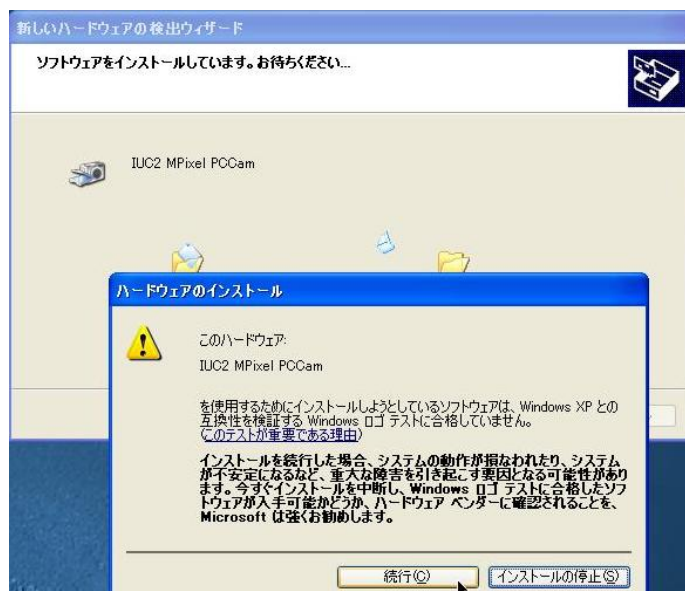 新しいハードウェアの検出ウィザード
ソフトウェアをインストールしています。お待ちください...
IUC2 MPixel PCCam
ハードウェアのインストール
このハードウェア:
IUC2 MPixel PCCam
を使用するためにインストールしようとしているソフトウェアは、Windows XP との
互換性を検証する Windows ロゴ テストに合格していません。
(このテストが重要である理由)
インストールを続行した場合、システムの動作が損なわれたり、システム
が不安定になるなど、重大な障害を引き起こす要因となる可能性があり
ます。今すぐインストールを中断し、Windows ロゴ テストに合格したソフ
トウェアが入手可能かどうか、ハードウェア ベンダーに確認されることを、
Microsoft は強くお勧めします。
続行(C)
インストールの停止(S)